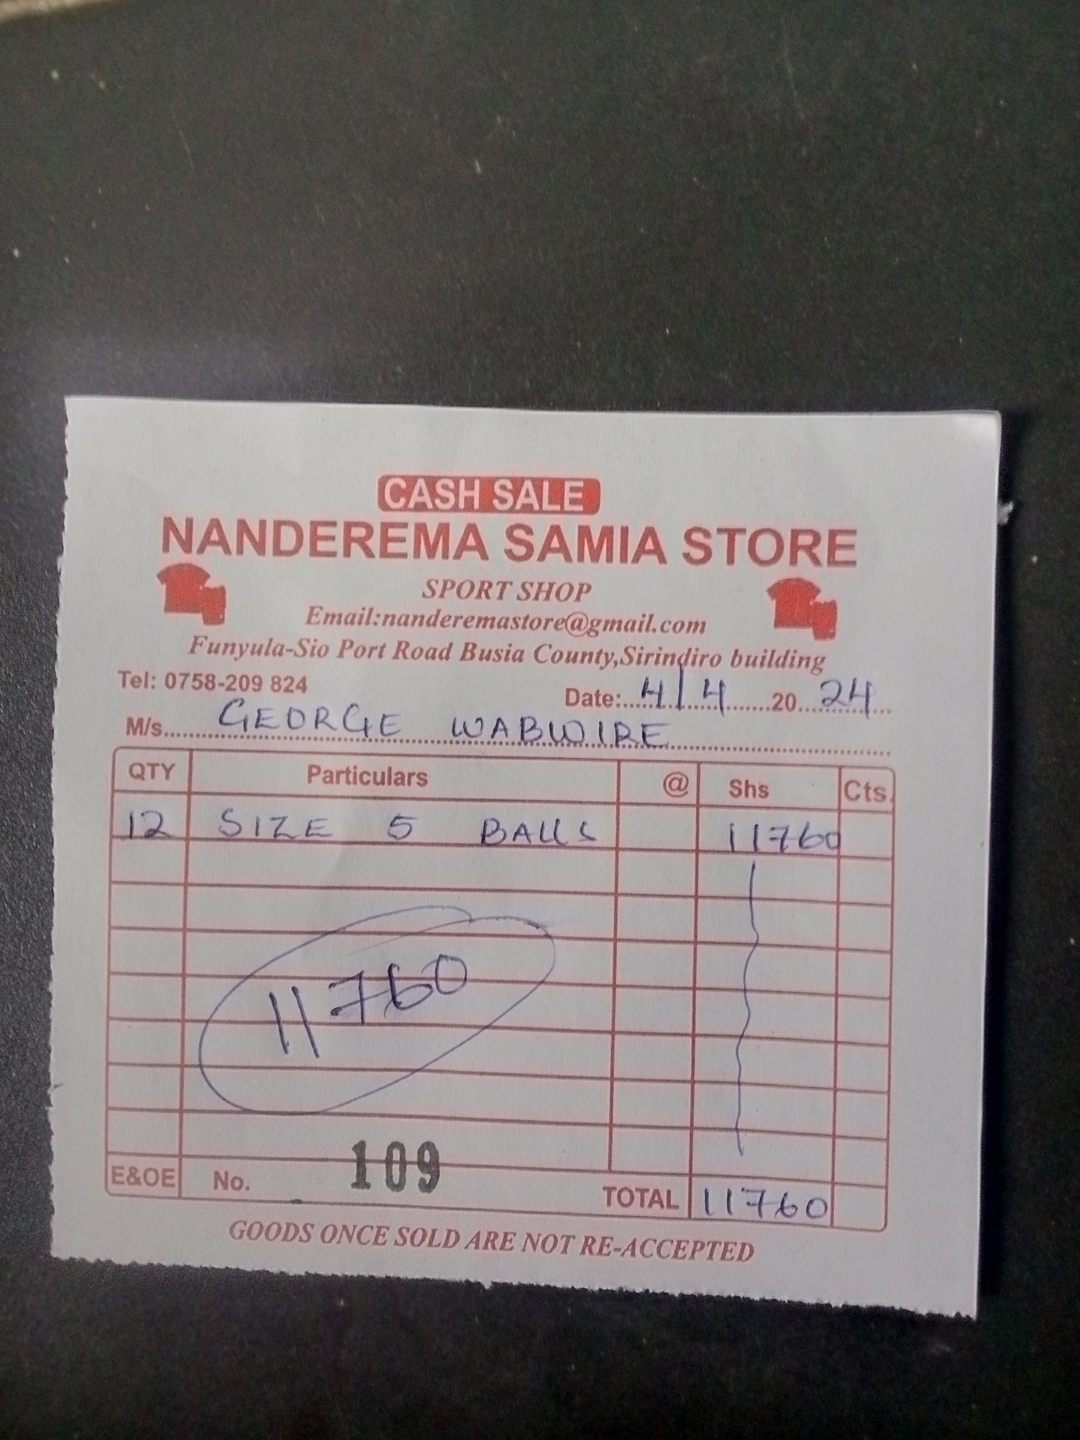 CASH SALE
NANDEREMA SAMIA STORE
SPORT SHOP
Email:nanderemastore@gmail.com
Funyula-Sio Port Road Busia County,Sirindiro building
Tel: 0758-209 824
Date:....4/4........20..24...
M/s..... GEORGE WABWIRE
QTY Particulars @ Shs Cts.
12 SIZE 5 BALLS 11760
11760
E&OE No. 109 TOTAL 11760
GOODS ONCE SOLD ARE NOT RE-ACCEPTED